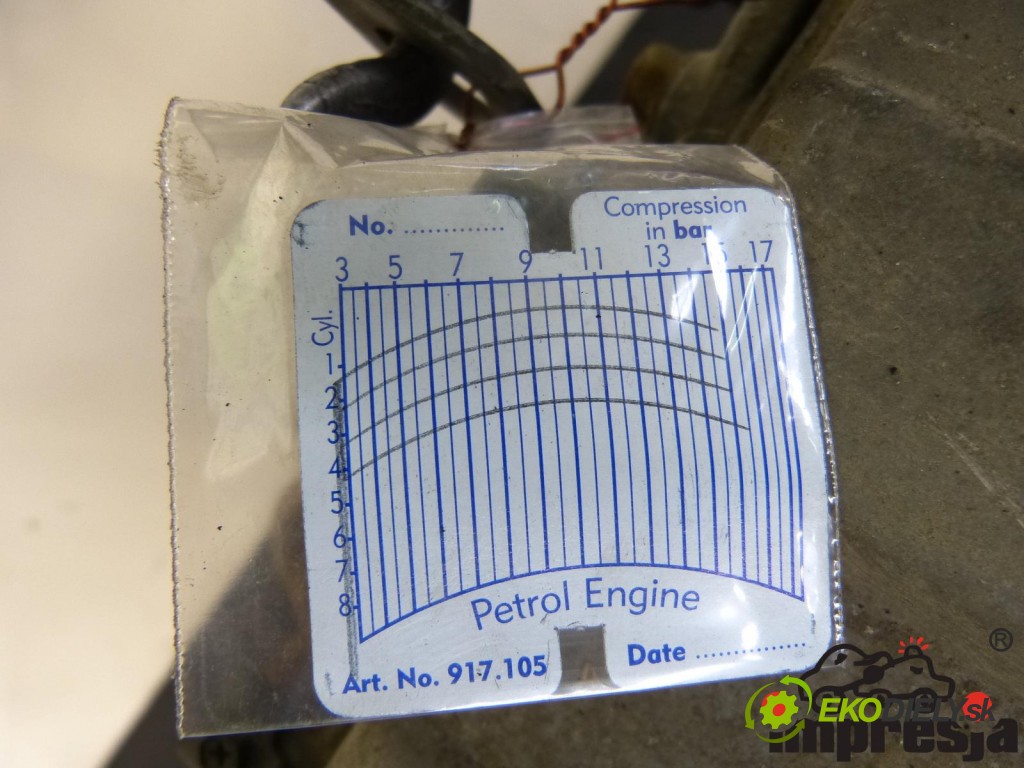 No. .............
Compression
in bar
3 5 7 9 11 13 15 17
Cyl.
1
2
3
4
5
6
7
8
Petrol Engine
Art. No. 917.105
Date ...............
®
EKODIELY.sk
impresja